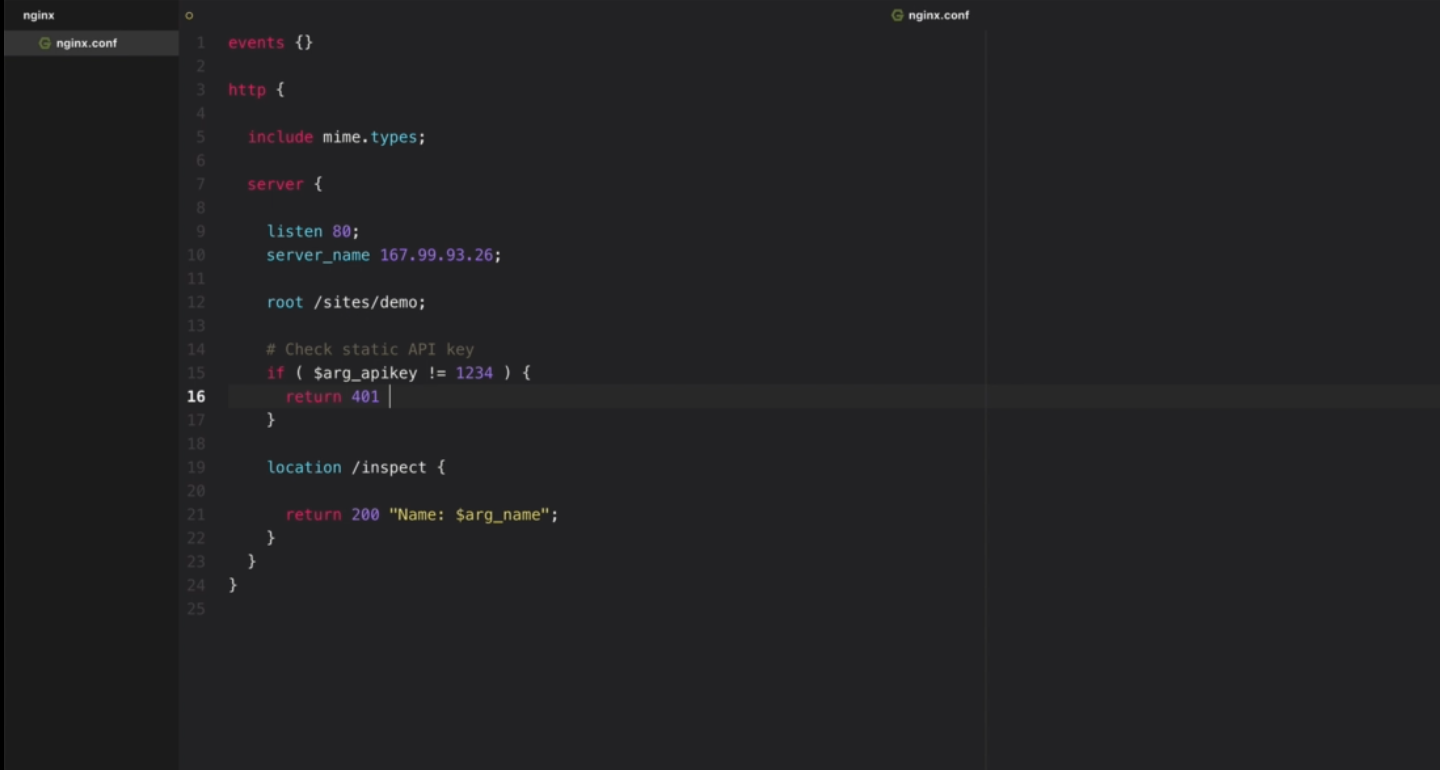 nginx
nginx.conf
nginx.conf
1 events {}
2
3 http {
4
5 include mime.types;
6
7 server {
8
9 listen 80;
10 server_name 167.99.93.26;
11
12 root /sites/demo;
13
14 # Check static API key
15 if ( $arg_apikey != 1234 ) {
16 return 401
17 }
18
19 location /inspect {
20
21 return 200 "Name: $arg_name";
22 }
23 }
24 }
25